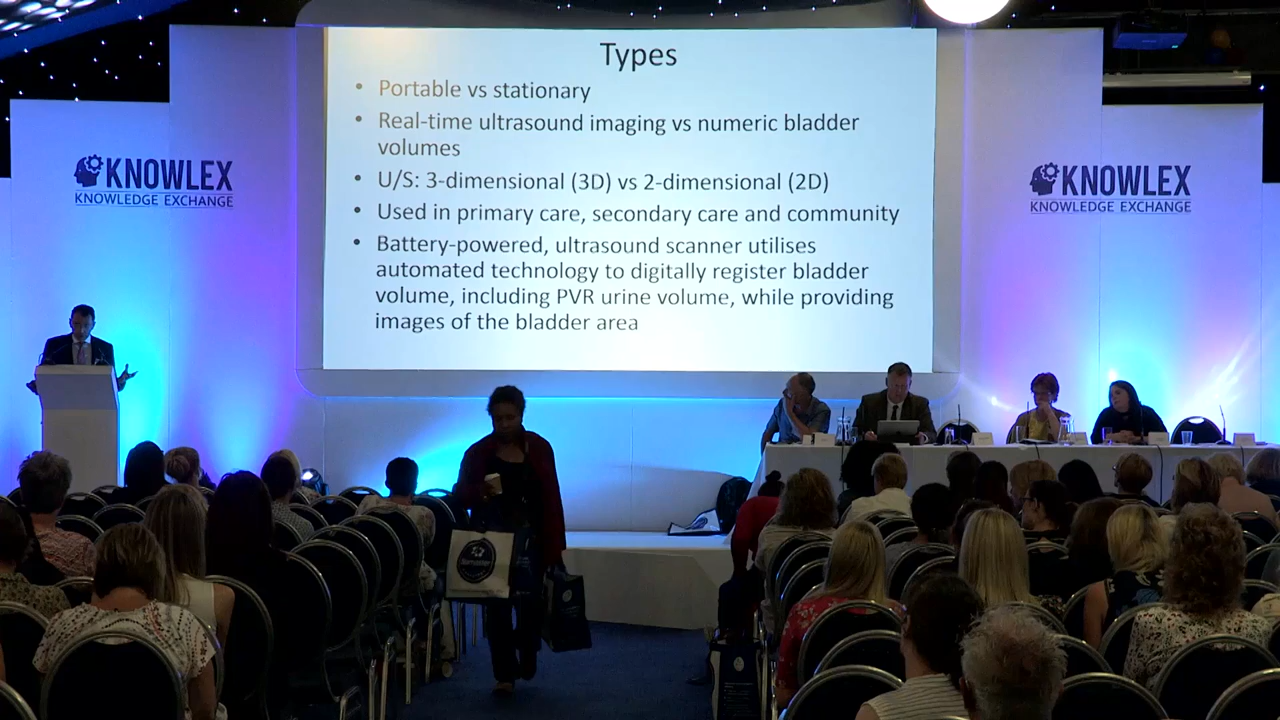 Types
• Portable vs stationary
• Real-time ultrasound imaging vs numeric bladder
volumes
• U/S: 3-dimensional (3D) vs 2-dimensional (2D)
• Used in primary care, secondary care and community
• Battery-powered, ultrasound scanner utilises
automated technology to digitally register bladder
volume, including PVR urine volume, while providing
images of the bladder area
KNOWLEX
KNOWLEDGE EXCHANGE
KNOWLEX
KNOWLEDGE EXCHANGE